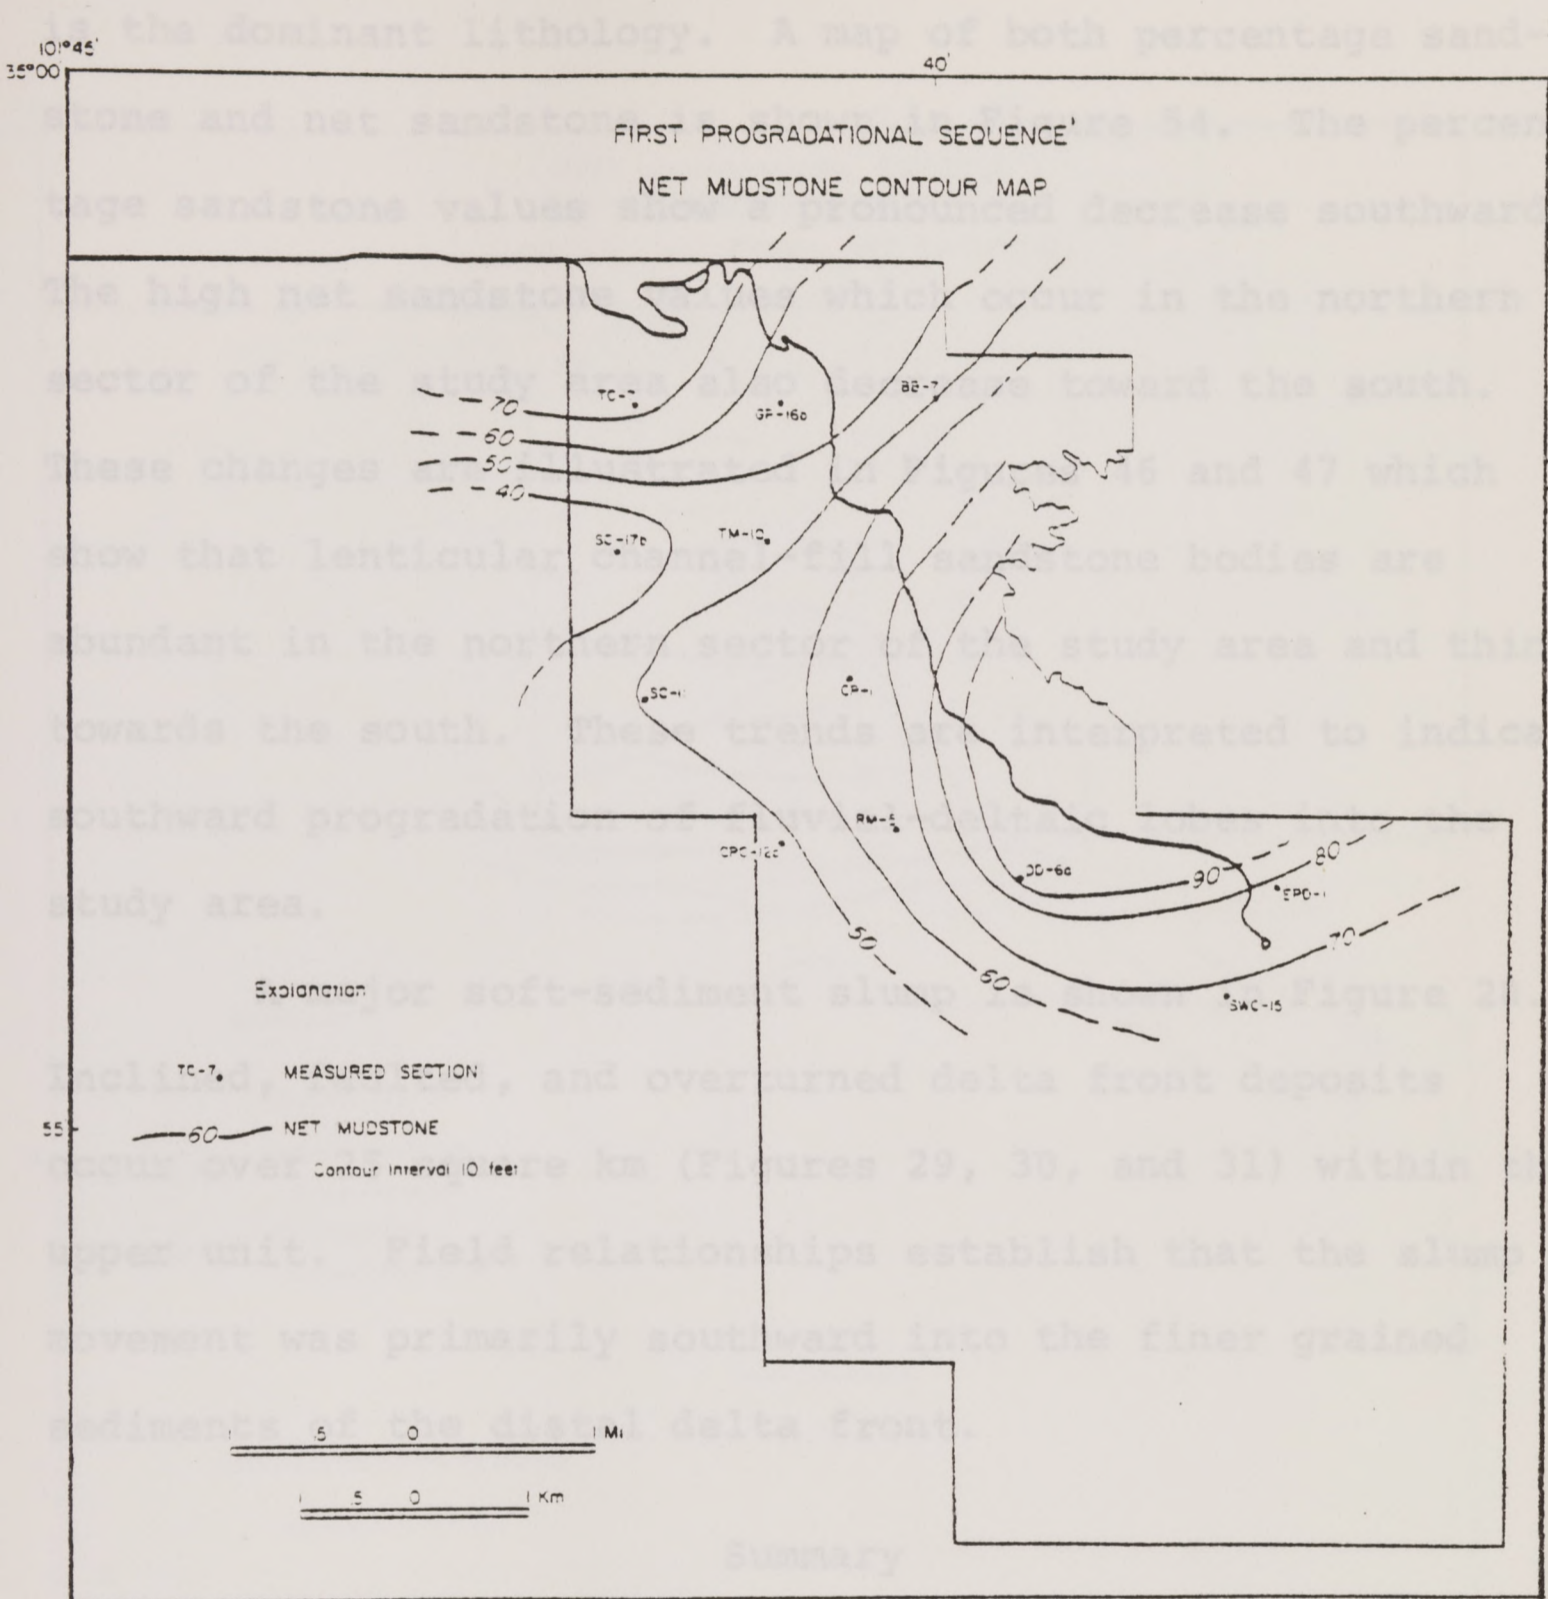 is the dominant lithology. A map of both percentage sand-
stone and net sandstone is shown in Figure 54. The percen
tage sandstone values show a pronounced decrease southward
The high net sandstone values which occur in the northern
sector of the study area also decrease toward the south.
These changes are illustrated in Figures 46 and 47 which
show that lenticular channel-fill sandstone bodies are
abundant in the northern sector of the study area and thin
towards the south. These trends are interpreted to indica
southward progradation of fluvial-deltaic lobes into the
study area.
A major soft-sediment slump is shown in Figure 28.
Inclined, and overturned delta front deposits
occur over square km (Figures 29, 30, and 31) within th
upper unit. Field relationships establish that the slump
movement was primarily southward into the finer grained
sediments of the distal delta front.
Summary
101°45'
35°00'
40'
FIRST PROGRADATIONAL SEQUENCE'
NET MUDSTONE CONTOUR MAP
TC-7
GP-16b
BB-7
70
60
50
40
SC-17b
TM-10
SC-11
CP-1
RM-5
CPC-12c
DD-6a
90
80
EPD-1
50
60
70
SWC-15
Explanation
TC-7 MEASURED SECTION
55
60 NET MUDSTONE
Contour interval 10 feet
1 .5 0 1 Mi
1 .5 0 1 Km